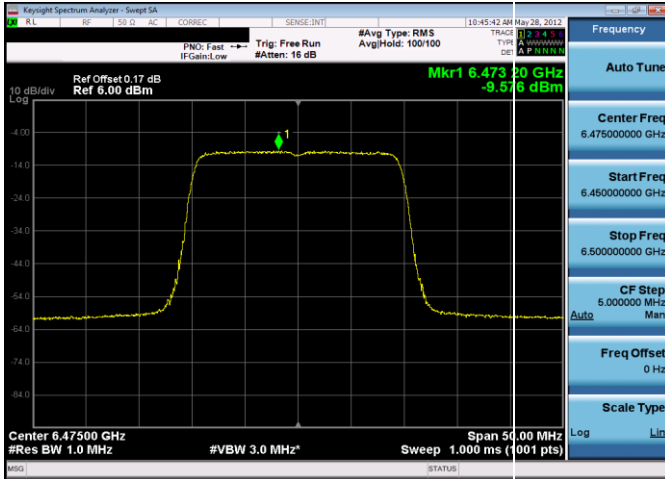 Keysight Spectrum Analyzer - Swept SA
RL RF 50 Ω AC CORREC SENSE:INT 10:45:42 AM May 28, 2012
PNO: Fast
IFGain:Low
Trig: Free Run
#Atten: 16 dB
#Avg Type: RMS
Avg|Hold: 100/100
TRACE 1 2 3 4 5 6
TYPE A WWWWW
DET A P N N N N
Ref Offset 0.17 dB
10 dB/div Ref 6.00 dBm
Log
Mkr1 6.473 20 GHz
-9.576 dBm
1
-4.00
-14.0
-24.0
-34.0
-44.0
-54.0
-64.0
-74.0
-84.0
Center 6.47500 GHz Span 50.00 MHz
#Res BW 1.0 MHz #VBW 3.0 MHz* Sweep 1.000 ms (1001 pts)
MSG STATUS
Frequency
Auto Tune
Center Freq
6.475000000 GHz
Start Freq
6.450000000 GHz
Stop Freq
6.500000000 GHz
CF Step
5.000000 MHz
Auto Man
Freq Offset
0 Hz
Scale Type
Log Lin